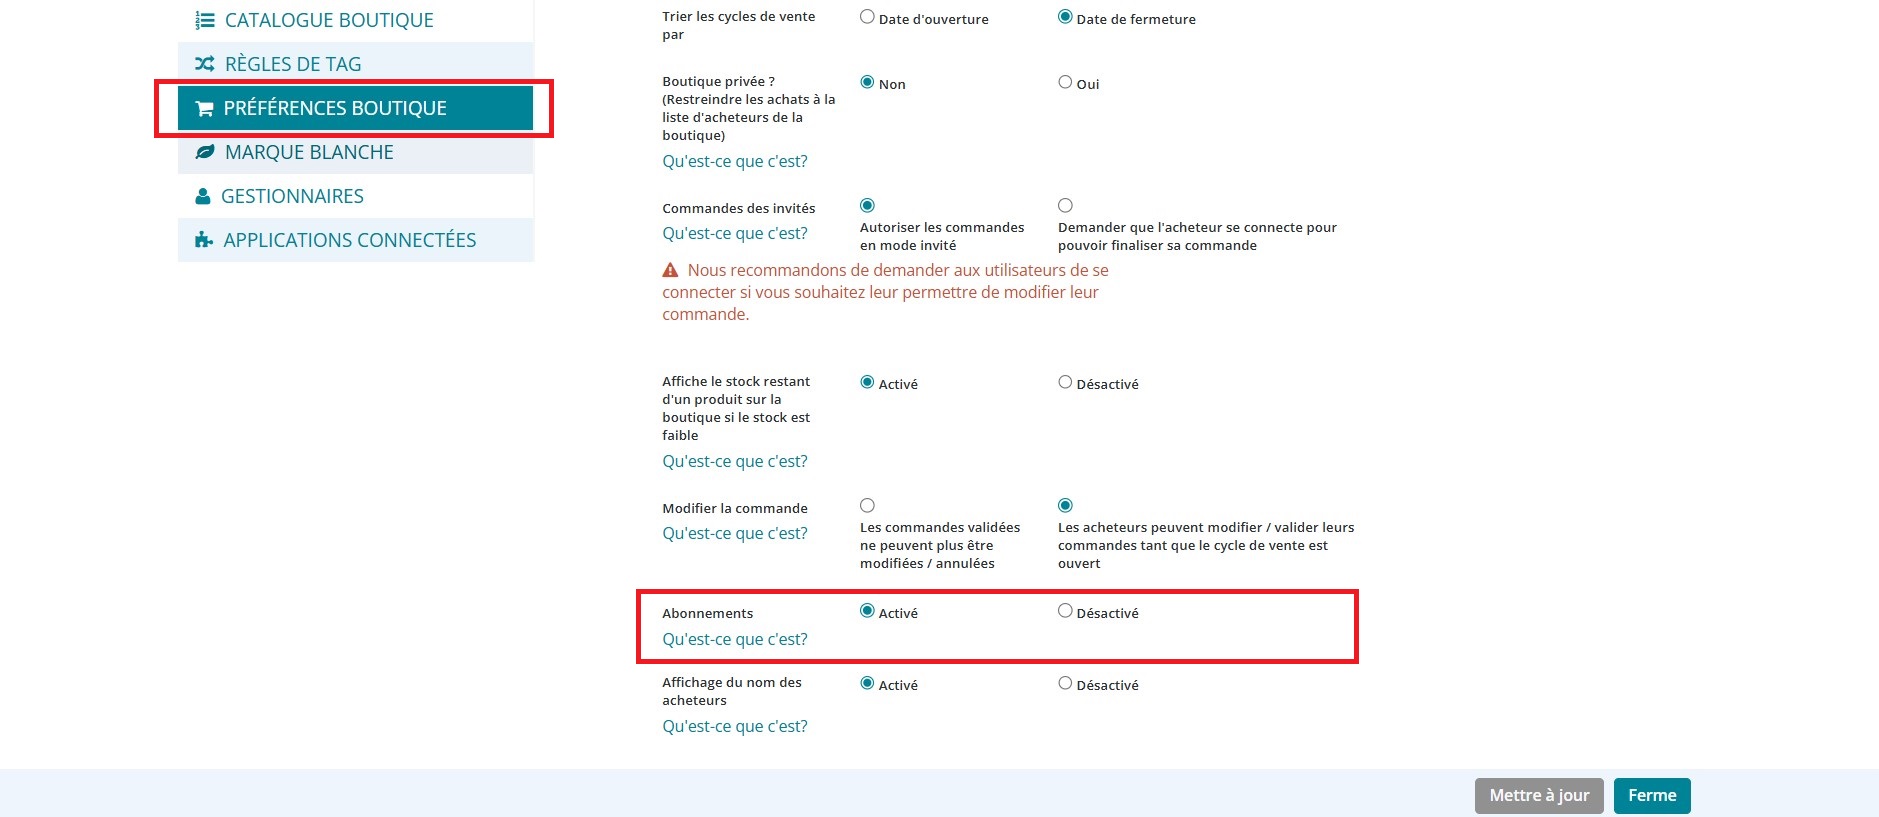 CATALOGUE BOUTIQUE
RÈGLES DE TAG
PRÉFÉRENCES BOUTIQUE
MARQUE BLANCHE
GESTIONNAIRES
APPLICATIONS CONNECTÉES
Trier les cycles de vente
par
Date d'ouverture
Date de fermeture
Boutique privée ?
(Restreindre les achats à la
liste d'acheteurs de la
boutique)
Qu'est-ce que c'est?
Non
Oui
Commandes des invités
Qu'est-ce que c'est?
Autoriser les commandes
en mode invité
Demander que l'acheteur se connecte pour
pouvoir finaliser sa commande
Nous recommandons de demander aux utilisateurs de se
connecter si vous souhaitez leur permettre de modifier leur
commande.
Affiche le stock restant
d'un produit sur la
boutique si le stock est
faible
Qu'est-ce que c'est?
Activé
Désactivé
Modifier la commande
Qu'est-ce que c'est?
Les commandes validées
ne peuvent plus être
modifiées / annulées
Les acheteurs peuvent modifier / valider leurs
commandes tant que le cycle de vente est
ouvert
Abonnements
Qu'est-ce que c'est?
Activé
Désactivé
Affichage du nom des
acheteurs
Qu'est-ce que c'est?
Activé
Désactivé
Mettre à jour
Ferme